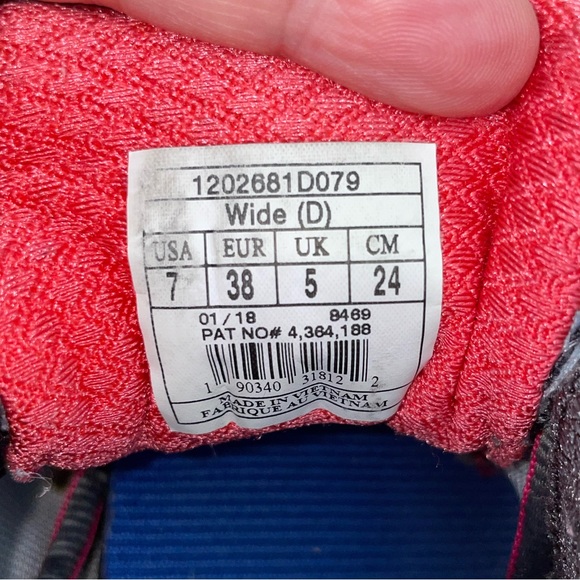 1202681D079
Wide (D)
USA EUR UK CM
7 38 5 24
01/18 8469
PAT NO# 4,364,188
1 90340 31812 2
MADE IN VIETNAM
FABRIQUE AU VIETNAM